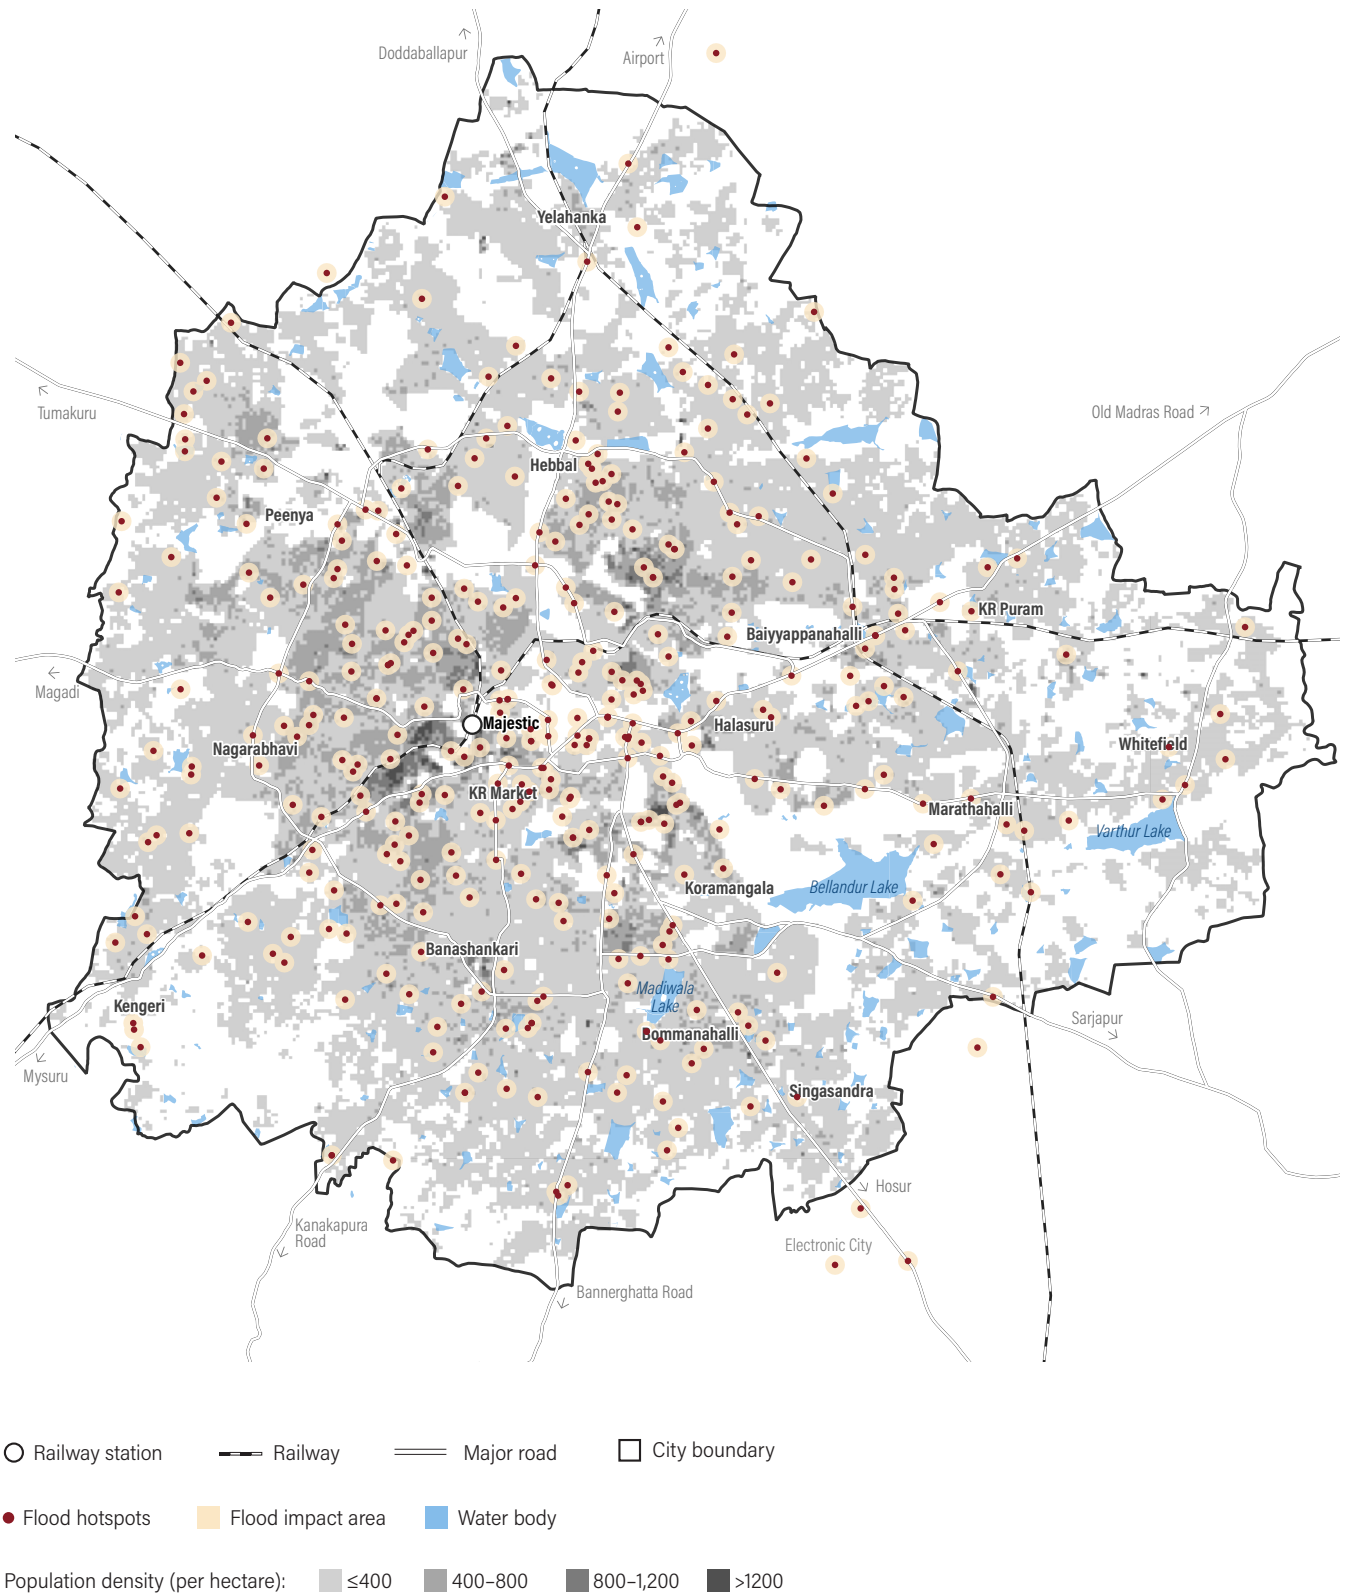 Doddaballapur
Airport
Yelahanka
Tumakuru
Old Madras Road
Hebbal
Peenya
KR Puram
Baiyyappanahalli
Magadi
Majestic
Halasuru
Nagarabhavi
Whitefield
KR Market
Marathahalli
Varthur Lake
Koramangala
Bellandur Lake
Banashankari
Madiwala
Lake
Kengeri
Sarjapur
Bommanahalli
Mysuru
Singasandra
Hosur
Kanakapura
Road
Electronic City
Bannerghatta Road
Railway station
Railway
Major road
City boundary
Flood hotspots
Flood impact area
Water body
Population density (per hectare): ≤400 400–800 800–1,200 >1200